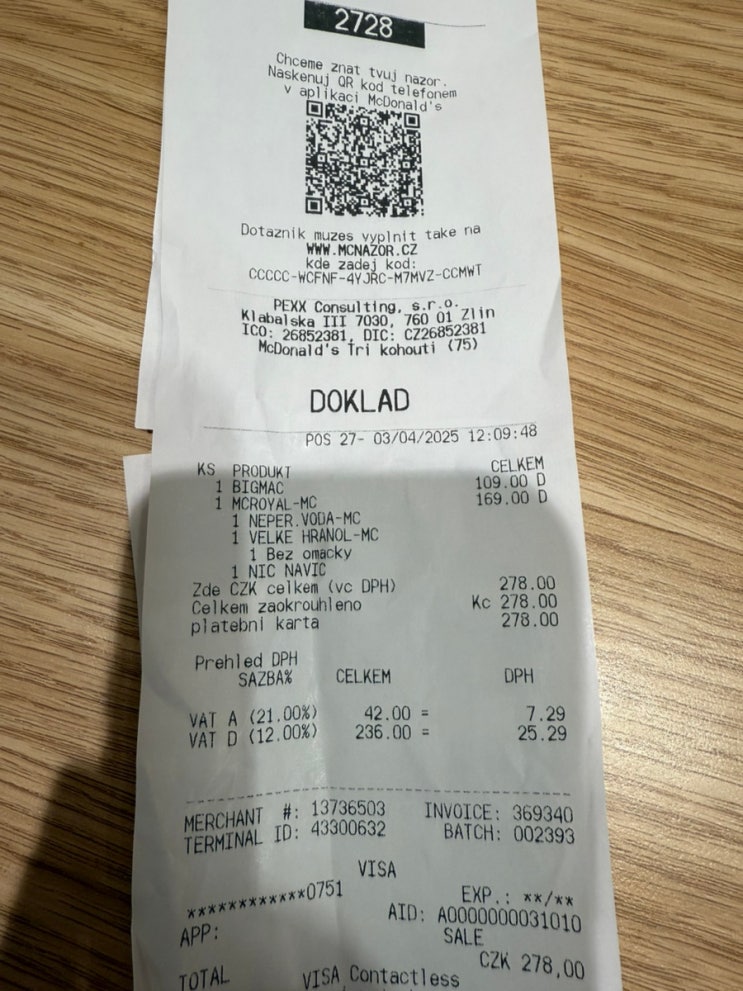 2728
Chceme znat tvuj nazor.
Naskenuj QR kod telefonem
v aplikaci McDonald's
Dotaznik muzes vyplnit take na
WWW.MCNAZOR.CZ
kde zadej kod:
CCCCC-WCFNF-4YJRC-M7MVZ-CCMWT
PEXX Consulting, s.r.o.
Klabalska III 7030, 760 01 Zlin
ICO: 26852381, DIC: CZ26852381
McDonald's Tri kohouti (75)
DOKLAD
POS 27- 03/04/2025 12:09:48
KS PRODUKT CELKEM
1 BIGMAC 109.00 D
1 MCROYAL-MC 169.00 D
1 NEPER.VODA-MC
1 VELKE HRANOL-MC
1 Bez omacky
1 NIC NAVIC
Zde CZK celkem (vc DPH) 278.00
Celkem zaokrouhleno Kc 278.00
platebni karta 278.00
Prehled DPH
SAZBA% CELKEM DPH
VAT A (21.00%) 42.00 = 7.29
VAT D (12.00%) 236.00 = 25.29
MERCHANT #: 13736503 INVOICE: 369340
TERMINAL ID: 43300632 BATCH: 002393
VISA
************0751 EXP.: **/**
APP: AID: A0000000031010
SALE
TOTAL CZK 278,00
VISA Contactless